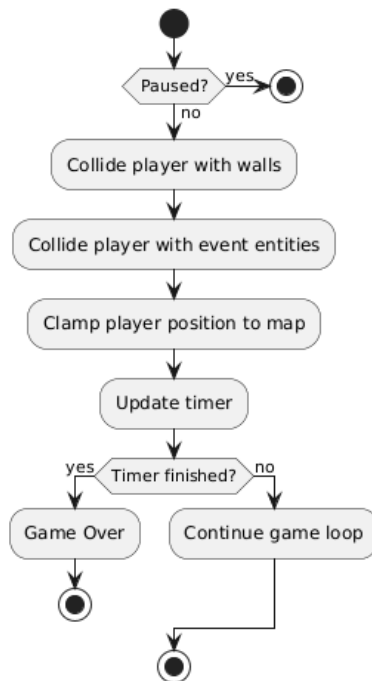 Paused?
yes
no
Collide player with walls
Collide player with event entities
Clamp player position to map
Update timer
yes
Timer finished?
no
Game Over
Continue game loop